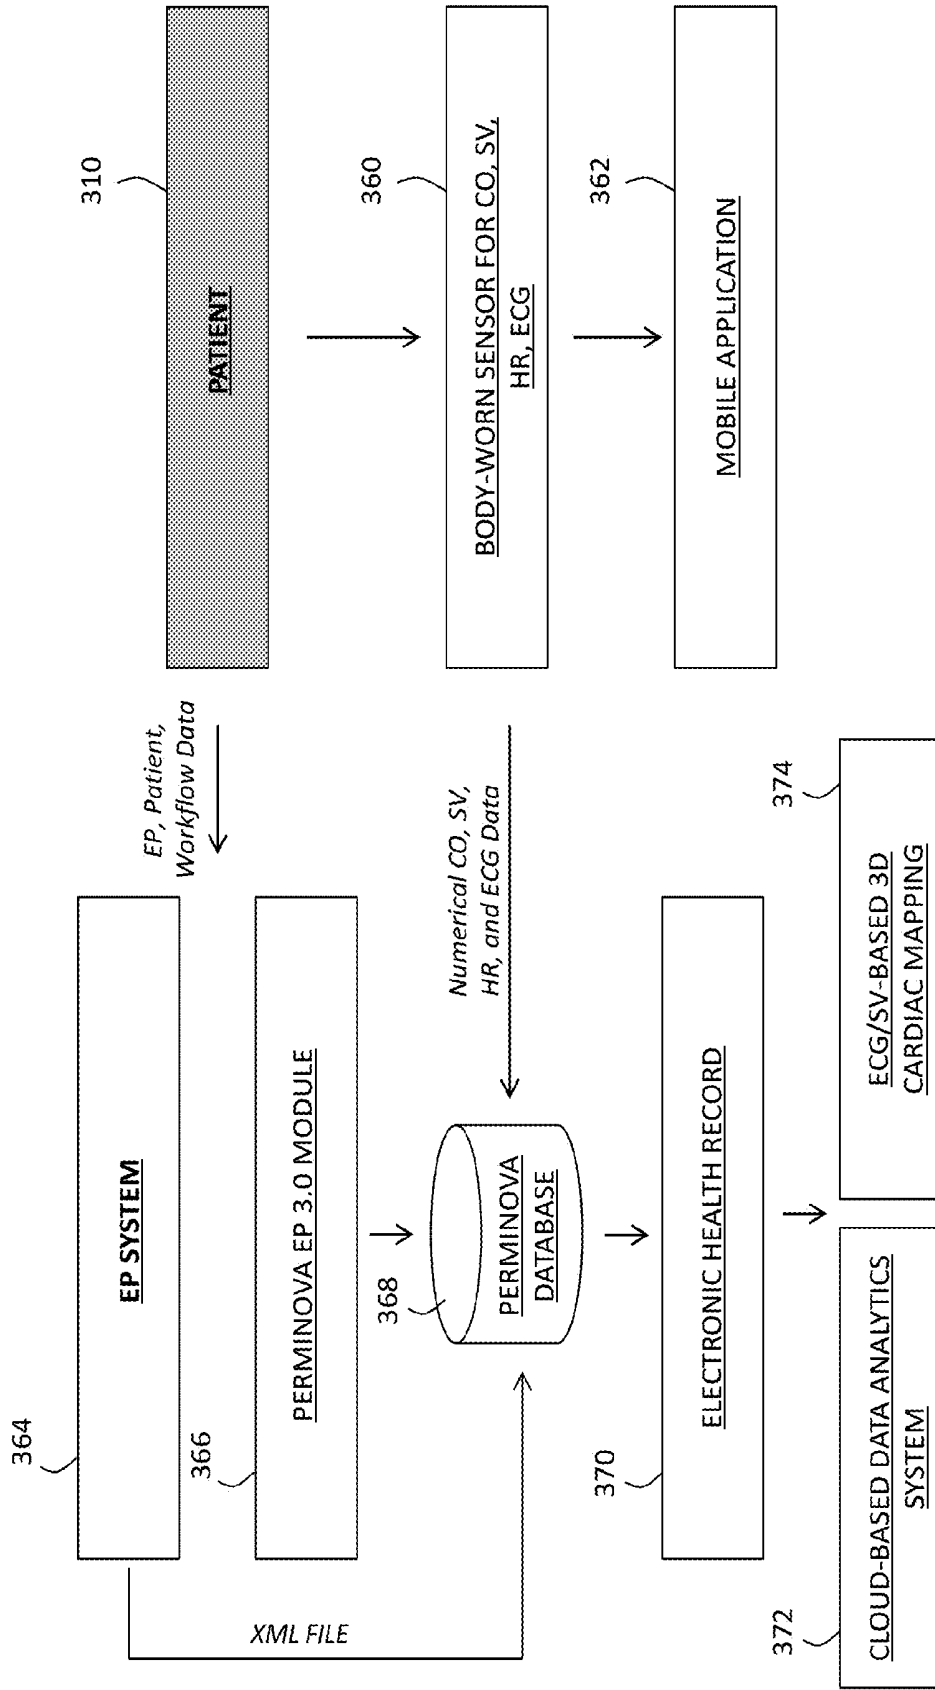 364
EP SYSTEM
EP, Patient,
Workflow Data
310
PATIENT
366
PERMINOVA EP 3.0 MODULE
XML FILE
368
PERMINOVA
DATABASE
Numerical CO, SV,
HR, and ECG Data
360
BODY-WORN SENSOR FOR CO, SV,
HR, ECG
370
ELECTRONIC HEALTH RECORD
362
MOBILE APPLICATION
372
CLOUD-BASED DATA ANALYTICS
SYSTEM
374
ECG/SV-BASED 3D
CARDIAC MAPPING